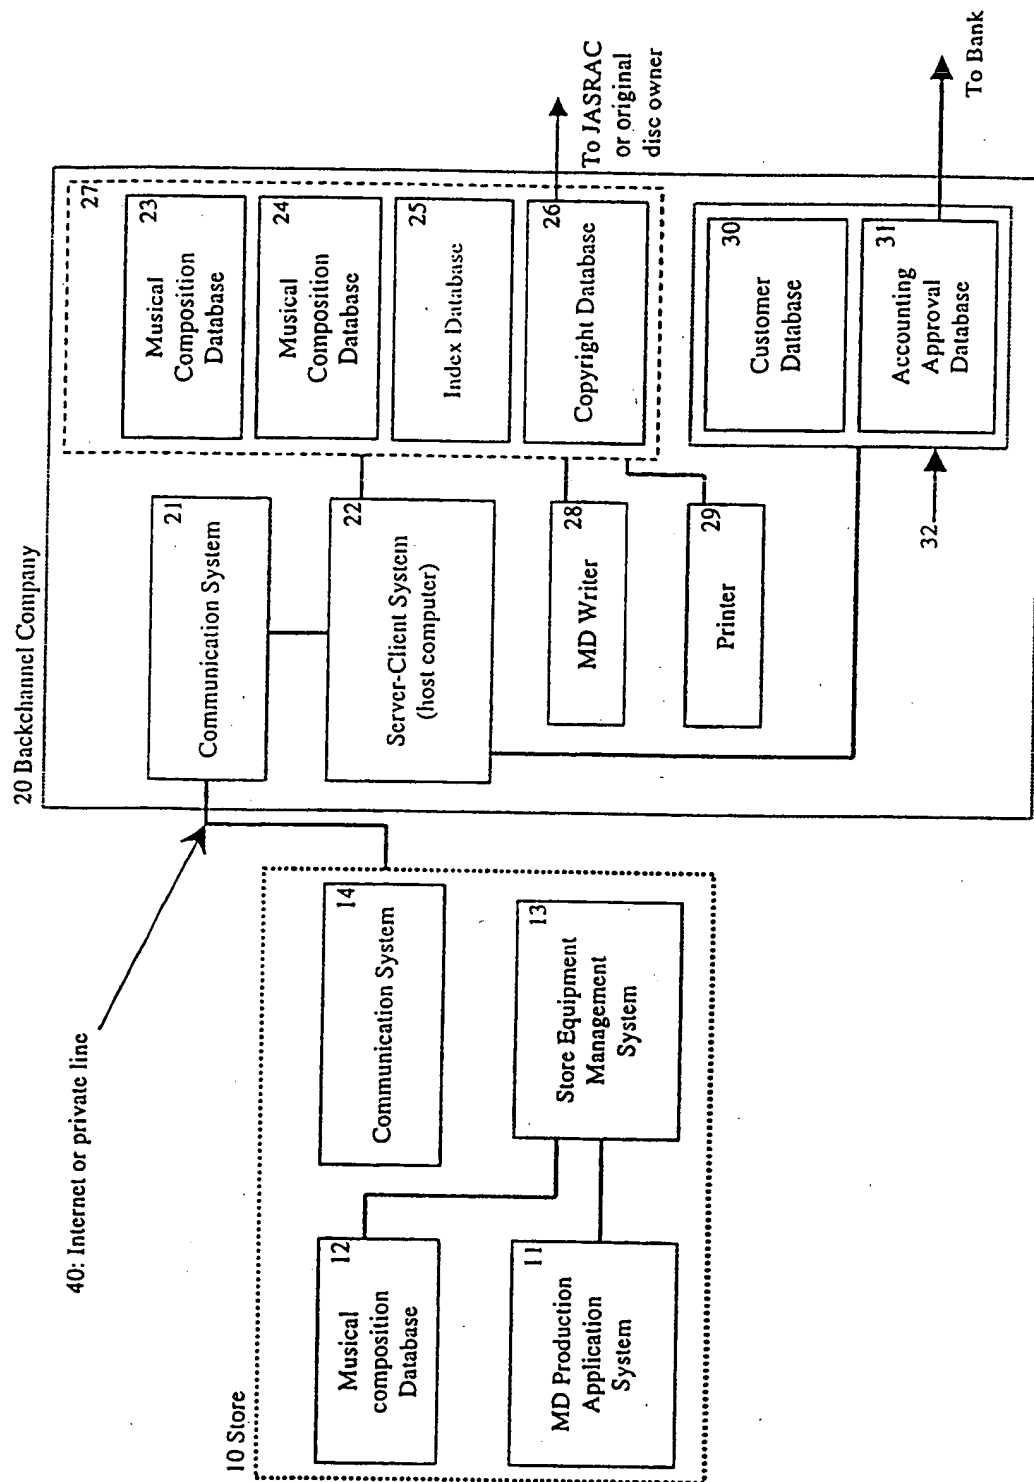 20 Backchannel Company
40: Internet or private line
10 Store
12
Musical
composition
Database
11
MD Production
Application
System
14
Communication System
13
Store Equipment
Management
System
21
Communication System
22
Server-Client System
(host computer)
28
MD Writer
29
Printer
27
23
Musical
Composition
Database
24
Musical
Composition
Database
25
Index Database
26
Copyright Database
To JASRAC
or original
disc owner
30
Customer
Database
31
Accounting
Approval
Database
32
To Bank